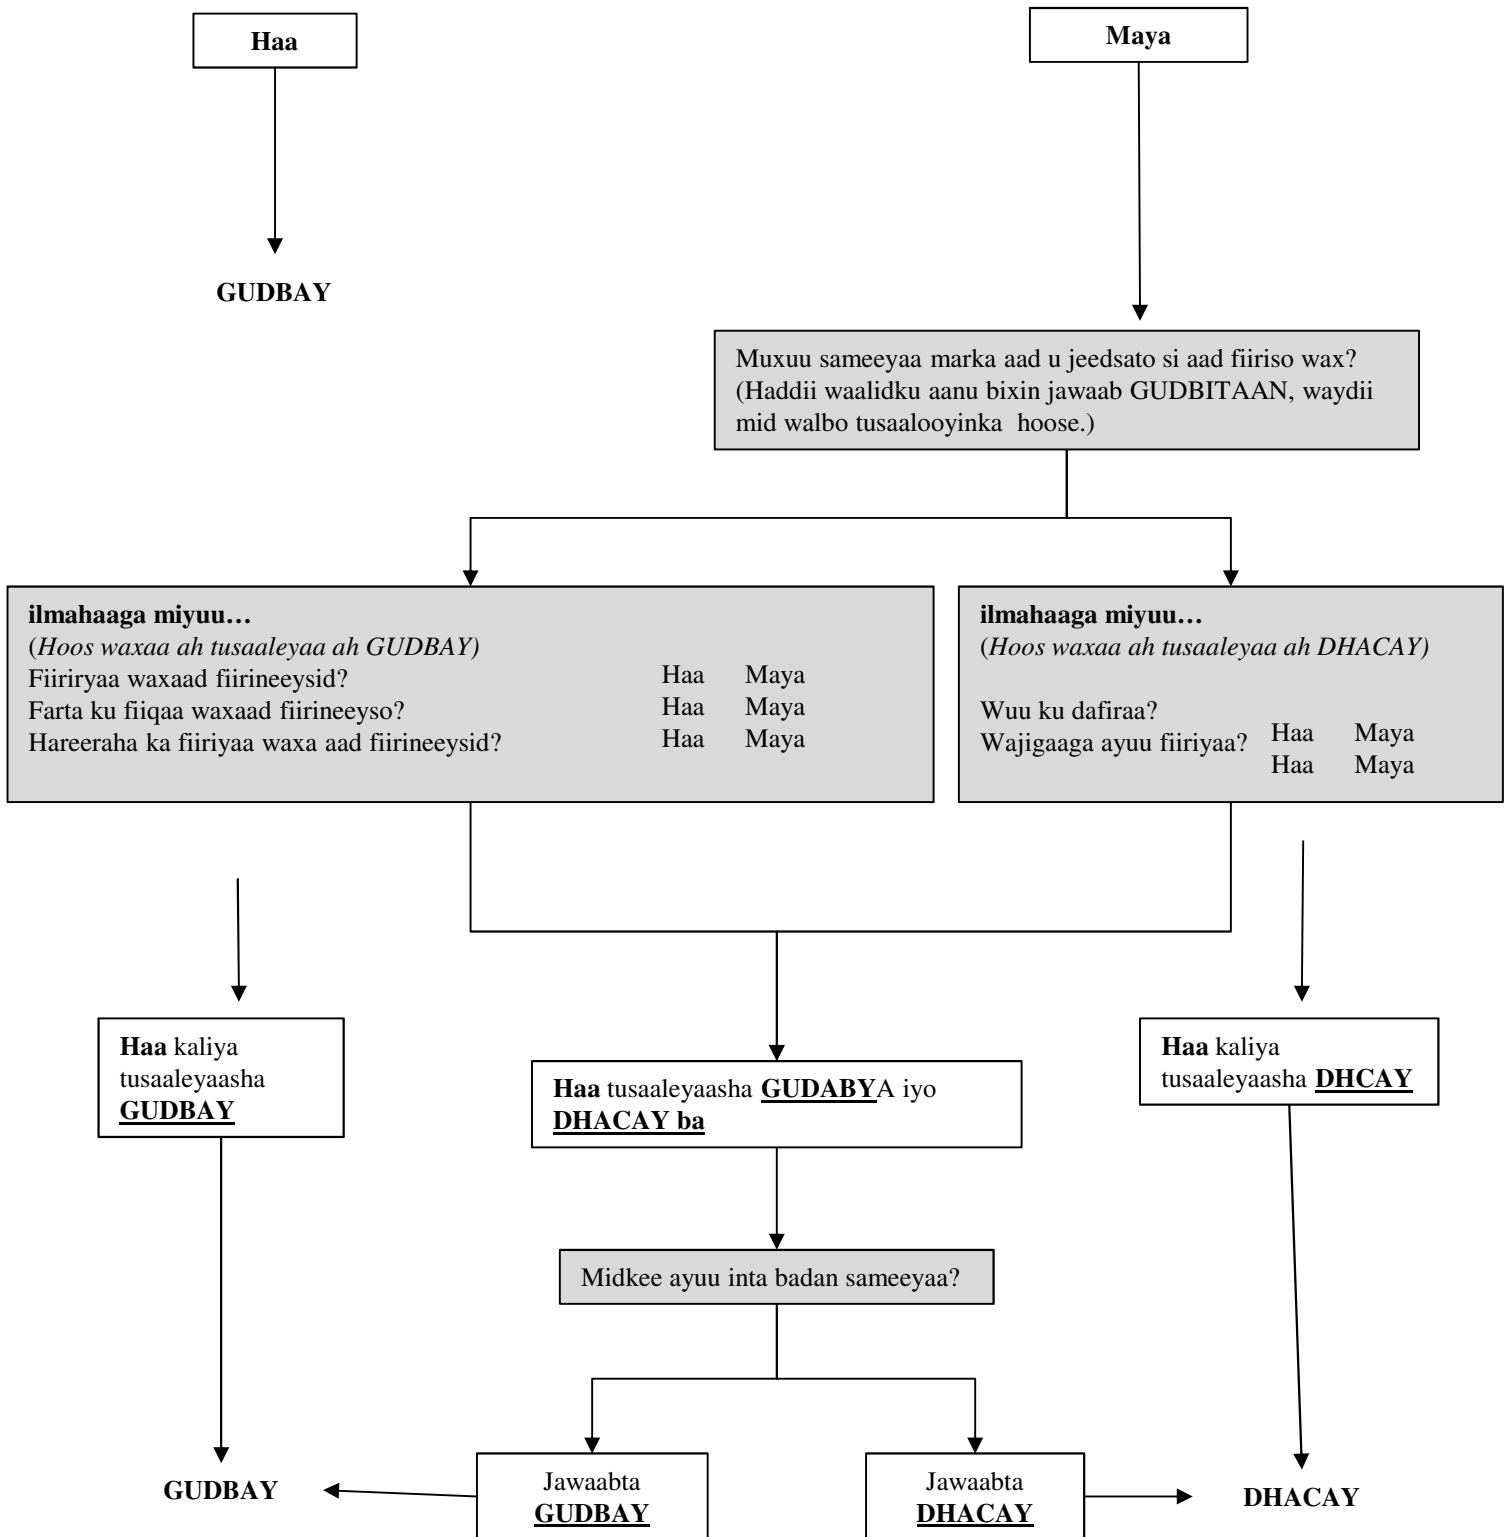 Haa
Maya
GUDBAY
Muxuu sameeyaa marka aad u jeedsato si aad fiiriso wax?
(Haddii waalidku aanu bixin jawaab GUDBITAAN, waydii
mid walbo tusaalooyinka hoose.)
ilmahaaga miyuu…
(Hoos waxaa ah tusaaleyaa ah GUDBAY)
Fiiriryaa waxaad fiirineeysid? Haa Maya
Farta ku fiiqaa waxaad fiirineeyso? Haa Maya
Hareeraha ka fiiriyaa waxa aad fiirineeysid? Haa Maya
ilmahaaga miyuu…
(Hoos waxaa ah tusaaleyaa ah DHACAY)
Wuu ku dafiraa? Haa Maya
Wajigaaga ayuu fiiriyaa? Haa Maya
Haa kaliya
tusaaleyaasha
GUDBAY
Haa tusaaleyaasha GUDABYA iyo
DHACAY ba
Haa kaliya
tusaaleyaasha DHCAY
Midkee ayuu inta badan sameeyaa?
GUDBAY
Jawaabta
GUDBAY
Jawaabta
DHACAY
DHACAY